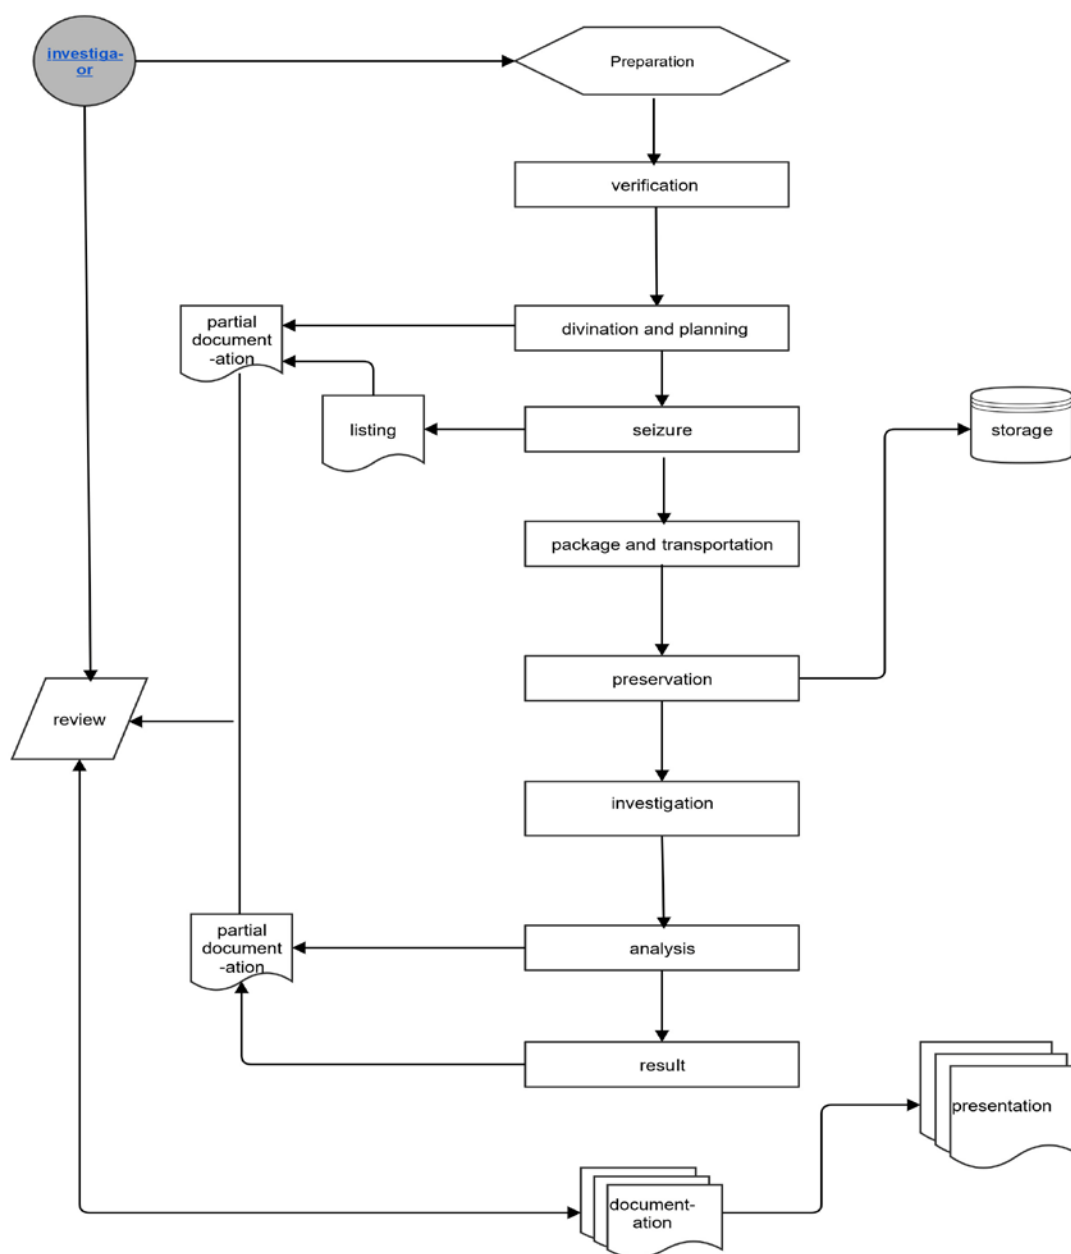 investiga-
or
Preparation
verification
divination and planning
partial
document
-ation
listing
seizure
storage
package and transportation
preservation
review
investigation
partial
document
-ation
analysis
result
presentation
document-
ation